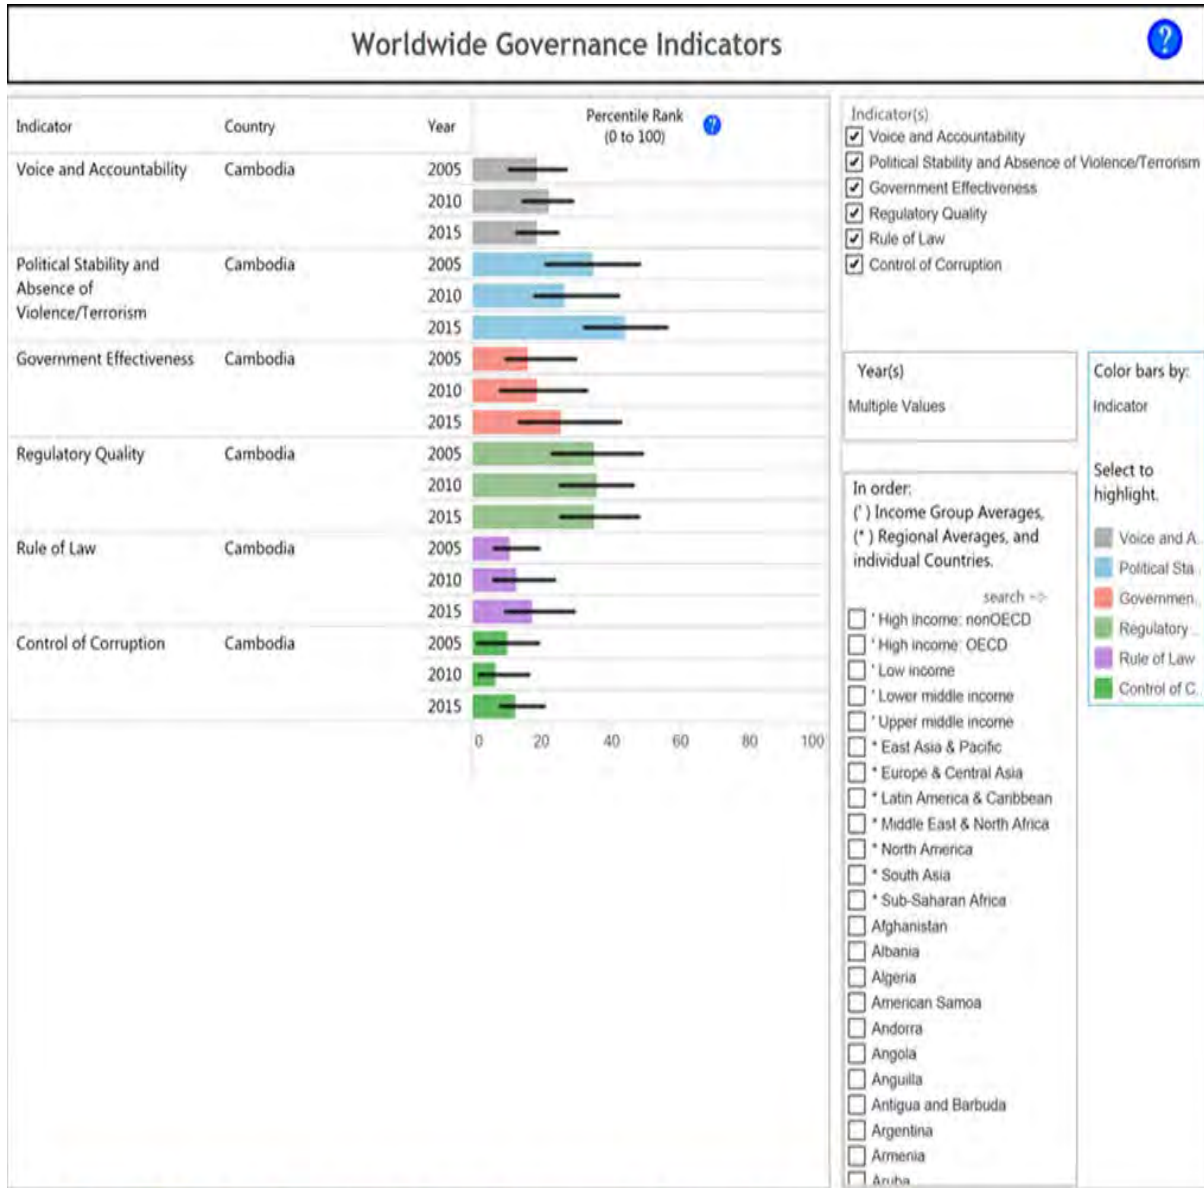 Worldwide Governance Indicators
?
Indicator Country Year Percentile Rank (0 to 100) ?
Voice and Accountability Cambodia 2005
2010
2015
Political Stability and Absence of Violence/Terrorism Cambodia 2005
2010
2015
Government Effectiveness Cambodia 2005
2010
2015
Regulatory Quality Cambodia 2005
2010
2015
Rule of Law Cambodia 2005
2010
2015
Control of Corruption Cambodia 2005
2010
2015
0 20 40 60 80 100
Indicator(s)
Voice and Accountability
Political Stability and Absence of Violence/Terrorism
Government Effectiveness
Regulatory Quality
Rule of Law
Control of Corruption
Year(s)
Multiple Values
Color bars by:
Indicator
Select to
highlight.
Voice and A..
Political Sta..
Governmen..
Regulatory ..
Rule of Law
Control of C..
In order:
(') Income Group Averages,
(*) Regional Averages, and
individual Countries.
search -->
' High income: nonOECD
' High income: OECD
' Low income
' Lower middle income
' Upper middle income
* East Asia & Pacific
* Europe & Central Asia
* Latin America & Caribbean
* Middle East & North Africa
* North America
* South Asia
* Sub-Saharan Africa
Afghanistan
Albania
Algeria
American Samoa
Andorra
Angola
Anguilla
Antigua and Barbuda
Argentina
Armenia
Aruba